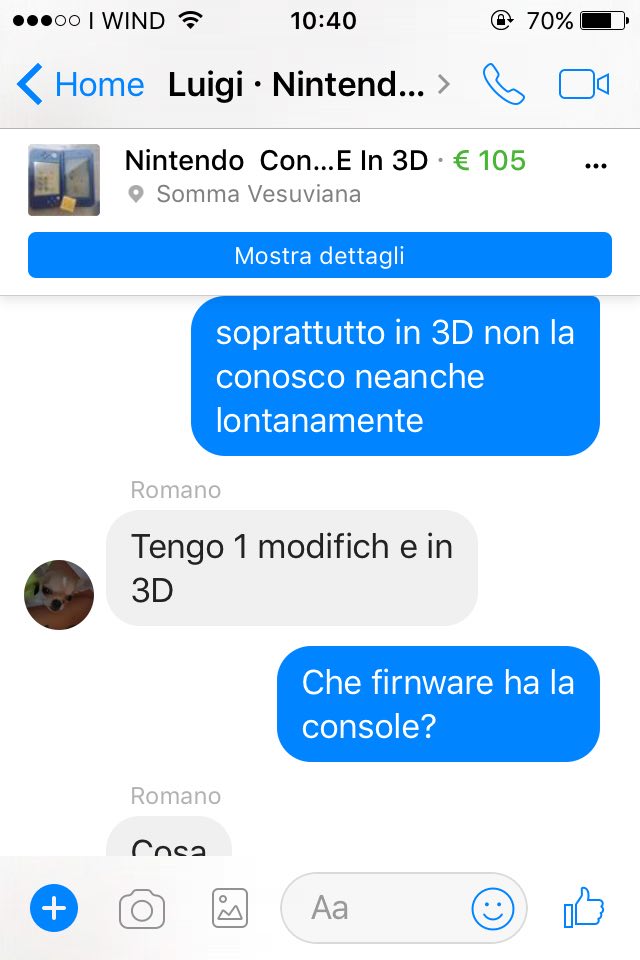 I WIND 10:40 70%
Home Luigi · Nintend...
Nintendo Con...E In 3D · € 105
Somma Vesuviana
Mostra dettagli
soprattutto in 3D non la
conosco neanche
lontanamente
Romano
Tengo 1 modifich e in
3D
Che firnware ha la
console?
Romano
Cosa
Aa